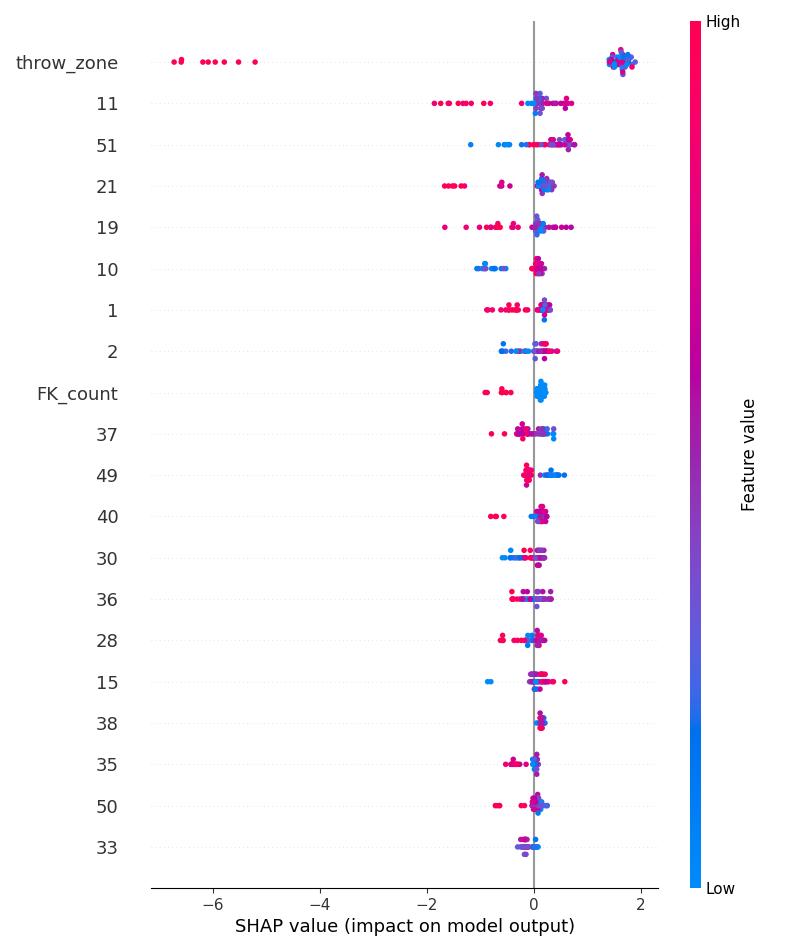 High
throw_zone
11
51
21
19
10
1
2
FK_count
37
49
40
30
36
28
15
38
35
50
33
Feature value
Low
−6 −4 −2 0 2
SHAP value (impact on model output)